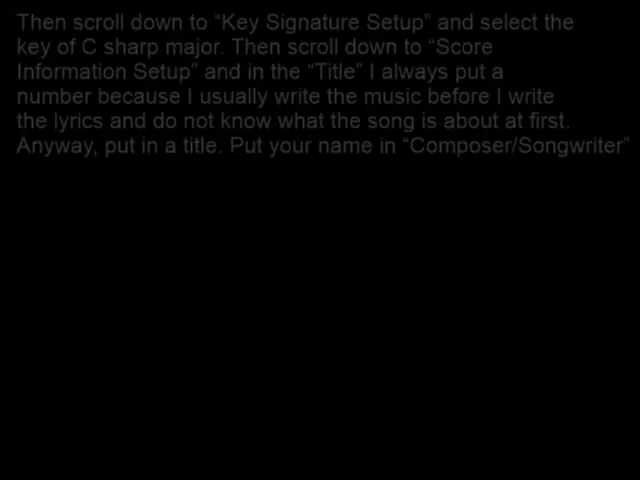 Then scroll down to “Key Signature Setup” and select the
key of C sharp major. Then scroll down to “Score
Information Setup” and in the “Title” I always put a
number because I usually write the music before I write
the lyrics and do not know what the song is about at first.
Anyway, put in a title. Put your name in “Composer/Songwriter”